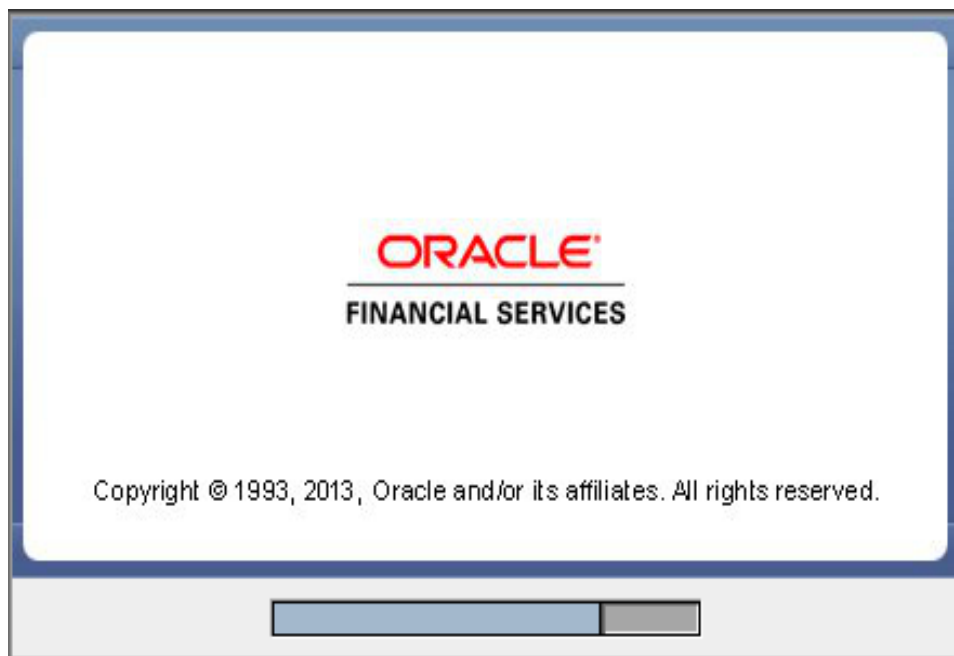 ORACLE®
FINANCIAL SERVICES
Copyright © 1993, 2013, Oracle and/or its affiliates. All rights reserved.